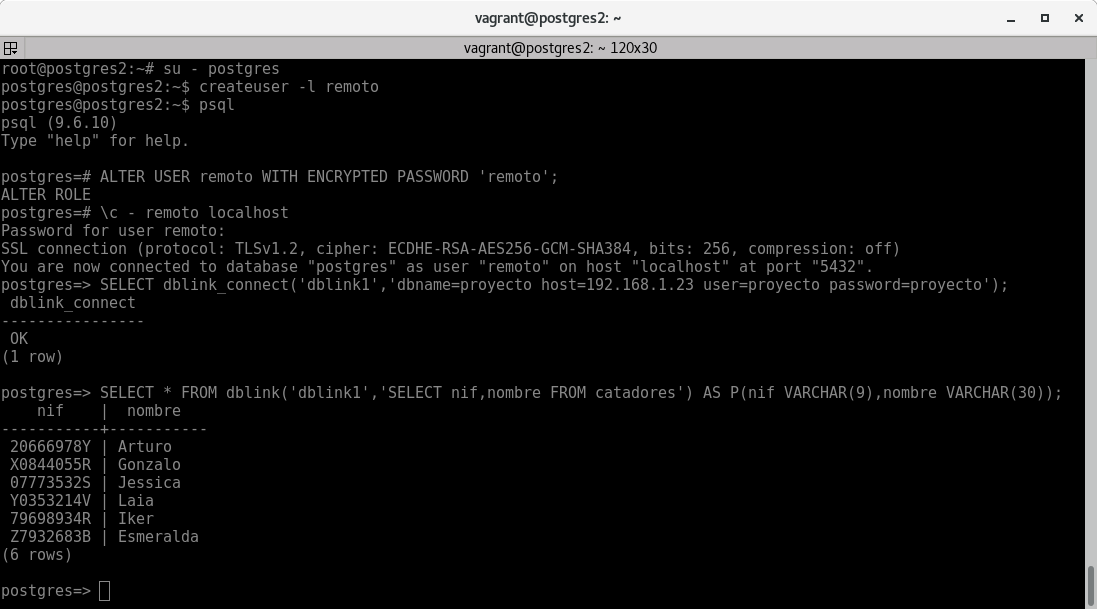 vagrant@postgres2: ~
vagrant@postgres2: ~ 120x30
root@postgres2:~# su - postgres
postgres@postgres2:~$ createuser -l remoto
postgres@postgres2:~$ psql
psql (9.6.10)
Type "help" for help.

postgres=# ALTER USER remoto WITH ENCRYPTED PASSWORD 'remoto';
ALTER ROLE
postgres=# \c - remoto localhost
Password for user remoto:
SSL connection (protocol: TLSv1.2, cipher: ECDHE-RSA-AES256-GCM-SHA384, bits: 256, compression: off)
You are now connected to database "postgres" as user "remoto" on host "localhost" at port "5432".
postgres=> SELECT dblink_connect('dblink1','dbname=proyecto host=192.168.1.23 user=proyecto password=proyecto');
 dblink_connect
----------------
 OK
(1 row)

postgres=> SELECT * FROM dblink('dblink1','SELECT nif,nombre FROM catadores') AS P(nif VARCHAR(9),nombre VARCHAR(30));
    nif    |  nombre
-----------+-----------
 20666978Y | Arturo
 X0844055R | Gonzalo
 07773532S | Jessica
 Y0353214V | Laia
 79698934R | Iker
 Z7932683B | Esmeralda
(6 rows)

postgres=>